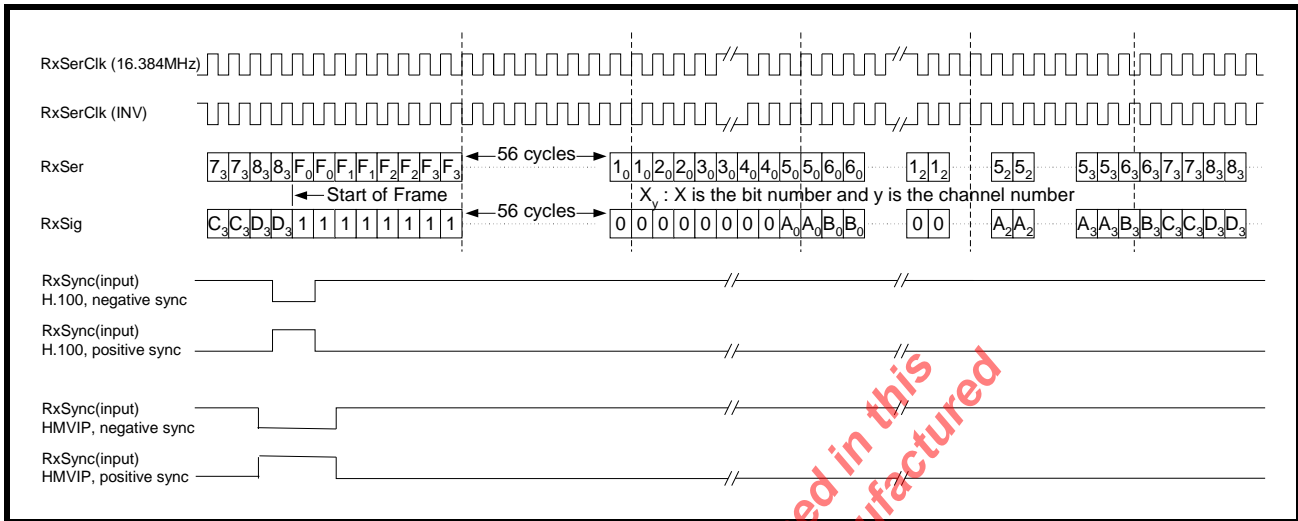 RxSerClk (16.384MHz)
RxSerClk (INV)
RxSer 7₃ 7₃ 8₃ 8₃ F₀ F₀ F₁ F₁ F₂ F₂ F₃ F₃ 56 cycles 1₀ 1₀ 2₀ 2₀ 3₀ 3₀ 4₀ 4₀ 5₀ 5₀ 6₀ 6₀ 1₂ 1₂ 5₂ 5₂ 5₃ 5₃ 6₃ 6₃ 7₃ 7₃ 8₃ 8₃
Start of Frame X_y : X is the bit number and y is the channel number
RxSig C₃ C₃ D₃ D₃ 1 1 1 1 1 1 1 1 56 cycles 0 0 0 0 0 0 0 0 A₀ A₀ B₀ B₀ 0 0 A₂ A₂ A₃ A₃ B₃ B₃ C₃ C₃ D₃ D₃
RxSync(input)
H.100, negative sync
RxSync(input)
H.100, positive sync
RxSync(input)
HMVIP, negative sync
RxSync(input)
HMVIP, positive sync
ed in this
ufactured